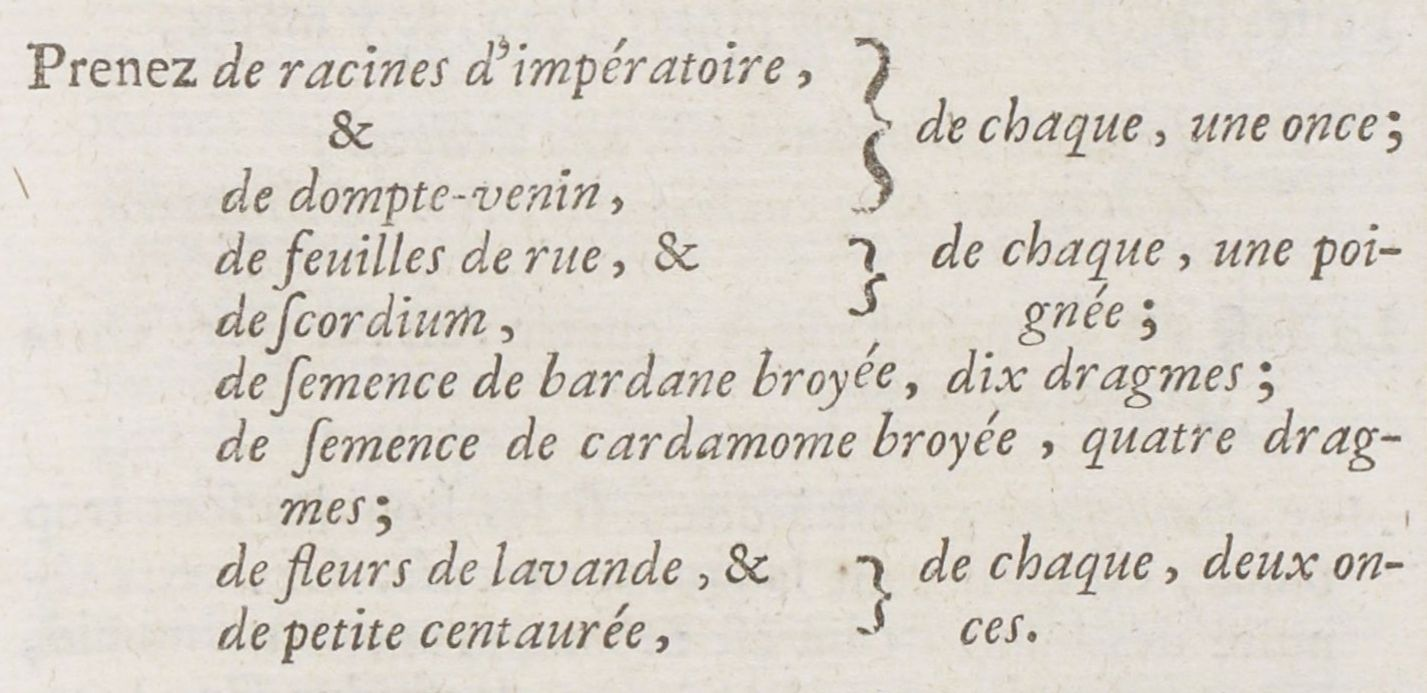 Prenez de racines d'impératoire,
&
de chaque, une once;
de dompte-venin,
de feuilles de rue, & de chaque, une poi-
de ſcordium, gnée;
de ſemence de bardane broyée, dix dragmes;
de ſemence de cardamome broyée, quatre drag-
mes;
de fleurs de lavande, & de chaque, deux on-
de petite centaurée, ces.